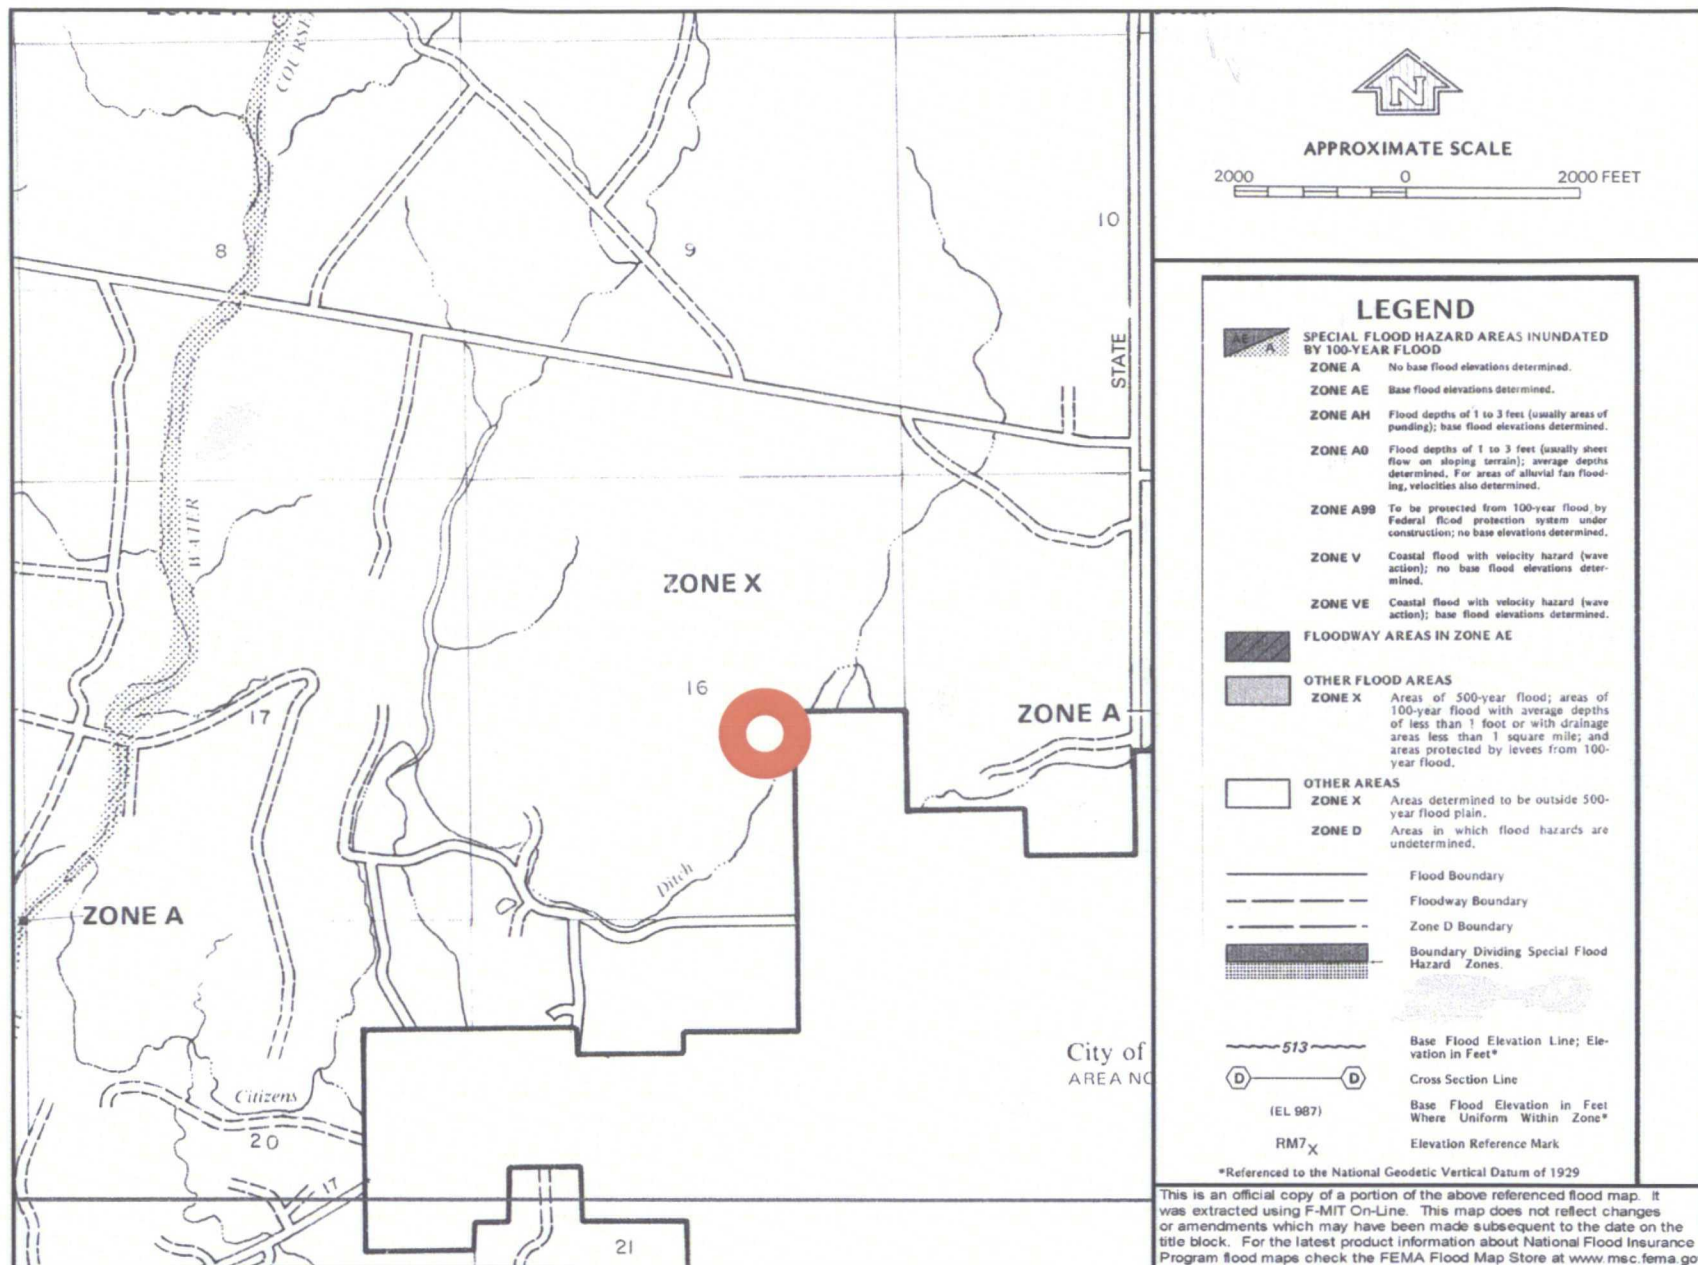 COURSE
8
9
10
STATE
WATER
ZONE X
16
17
ZONE A
ZONE A
Ditch
City of
AREA NO
Citizens
20
17
21
N
APPROXIMATE SCALE
2000 0 2000 FEET
LEGEND
AE
A
SPECIAL FLOOD HAZARD AREAS INUNDATED
BY 100-YEAR FLOOD
ZONE A No base flood elevations determined.
ZONE AE Base flood elevations determined.
ZONE AH Flood depths of 1 to 3 feet (usually areas of
ponding); base flood elevations determined.
ZONE AO Flood depths of 1 to 3 feet (usually sheet
flow on sloping terrain); average depths
determined. For areas of alluvial fan flood-
ing, velocities also determined.
ZONE A99 To be protected from 100-year flood by
Federal flood protection system under
construction; no base elevations determined.
ZONE V Coastal flood with velocity hazard (wave
action); no base flood elevations deter-
mined.
ZONE VE Coastal flood with velocity hazard (wave
action); base flood elevations determined.
FLOODWAY AREAS IN ZONE AE
OTHER FLOOD AREAS
ZONE X Areas of 500-year flood; areas of
100-year flood with average depths
of less than 1 foot or with drainage
areas less than 1 square mile; and
areas protected by levees from 100-
year flood.
OTHER AREAS
ZONE X Areas determined to be outside 500-
year flood plain.
ZONE D Areas in which flood hazards are
undetermined.
Flood Boundary
Floodway Boundary
Zone D Boundary
Boundary Dividing Special Flood
Hazard Zones.
513 Base Flood Elevation Line; Ele-
vation in Feet*
D D Cross Section Line
(EL 987) Base Flood Elevation in Feet
Where Uniform Within Zone*
RM7X Elevation Reference Mark
*Referenced to the National Geodetic Vertical Datum of 1929
This is an official copy of a portion of the above referenced flood map. It
was extracted using F-MIT On-Line. This map does not reflect changes
or amendments which may have been made subsequent to the date on the
title block. For the latest product information about National Flood Insurance
Program flood maps check the FEMA Flood Map Store at www.msc.fema.go